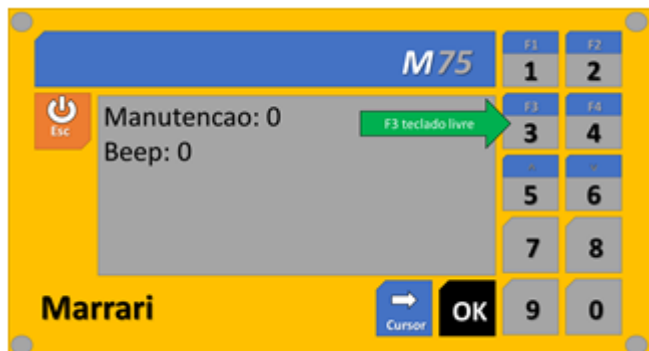 M75
F1 F2
1 2
Esc
Manutencao: 0
Beep: 0
F3 teclado livre
F3 F4
3 4
5 6
7 8
Marrari
Cursor
OK
9 0